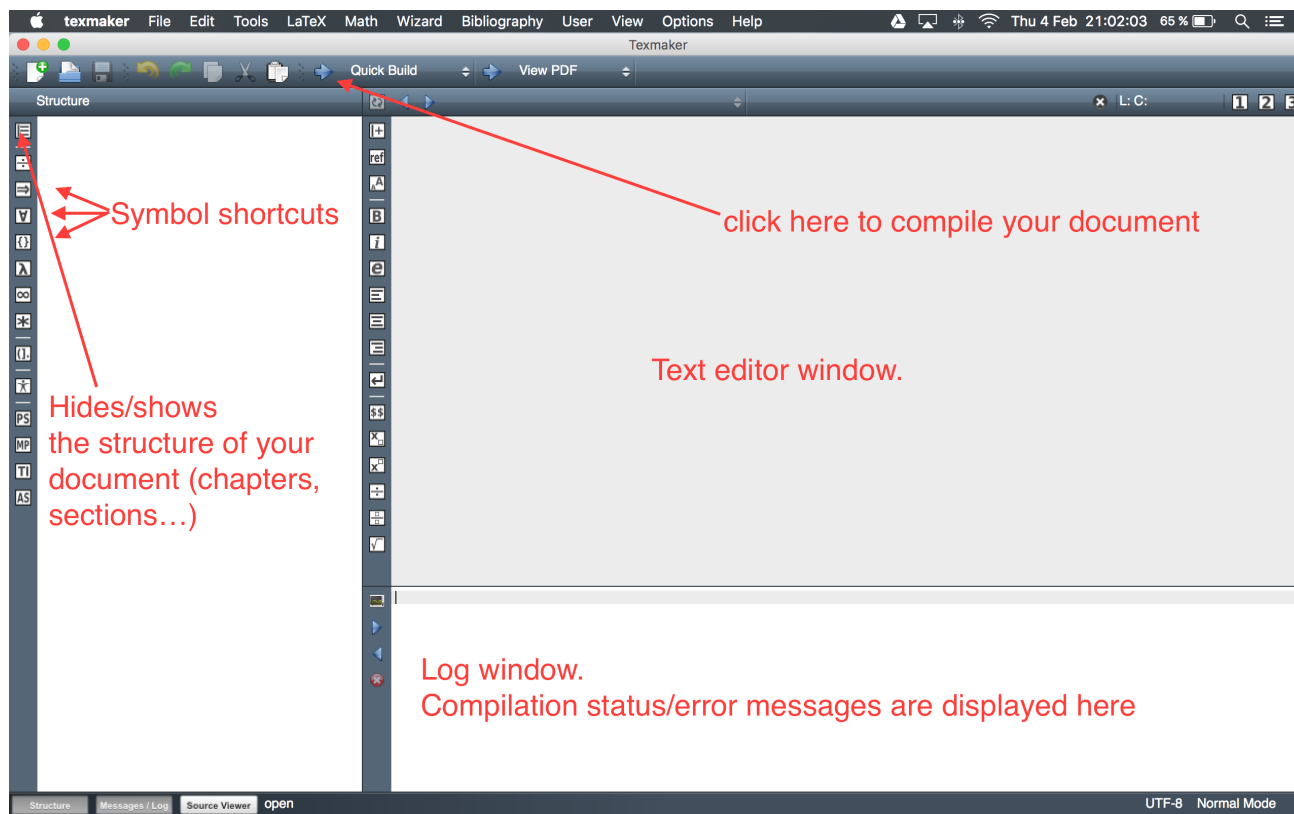 texmaker File Edit Tools LaTeX Math Wizard Bibliography User View Options Help Thu 4 Feb 21:02:03 65 %
Texmaker
Quick Build View PDF
Structure L: C: 1 2 3
ref
A A
B
i
e
Symbol shortcuts
click here to compile your document
Text editor window.
Hides/shows
the structure of your
document (chapters,
sections…)
∀
{}
λ
∞
().
PS
MP
TI
AS
$$
Log window.
Compilation status/error messages are displayed here
Structure Messages / Log Source Viewer open UTF-8 Normal Mode